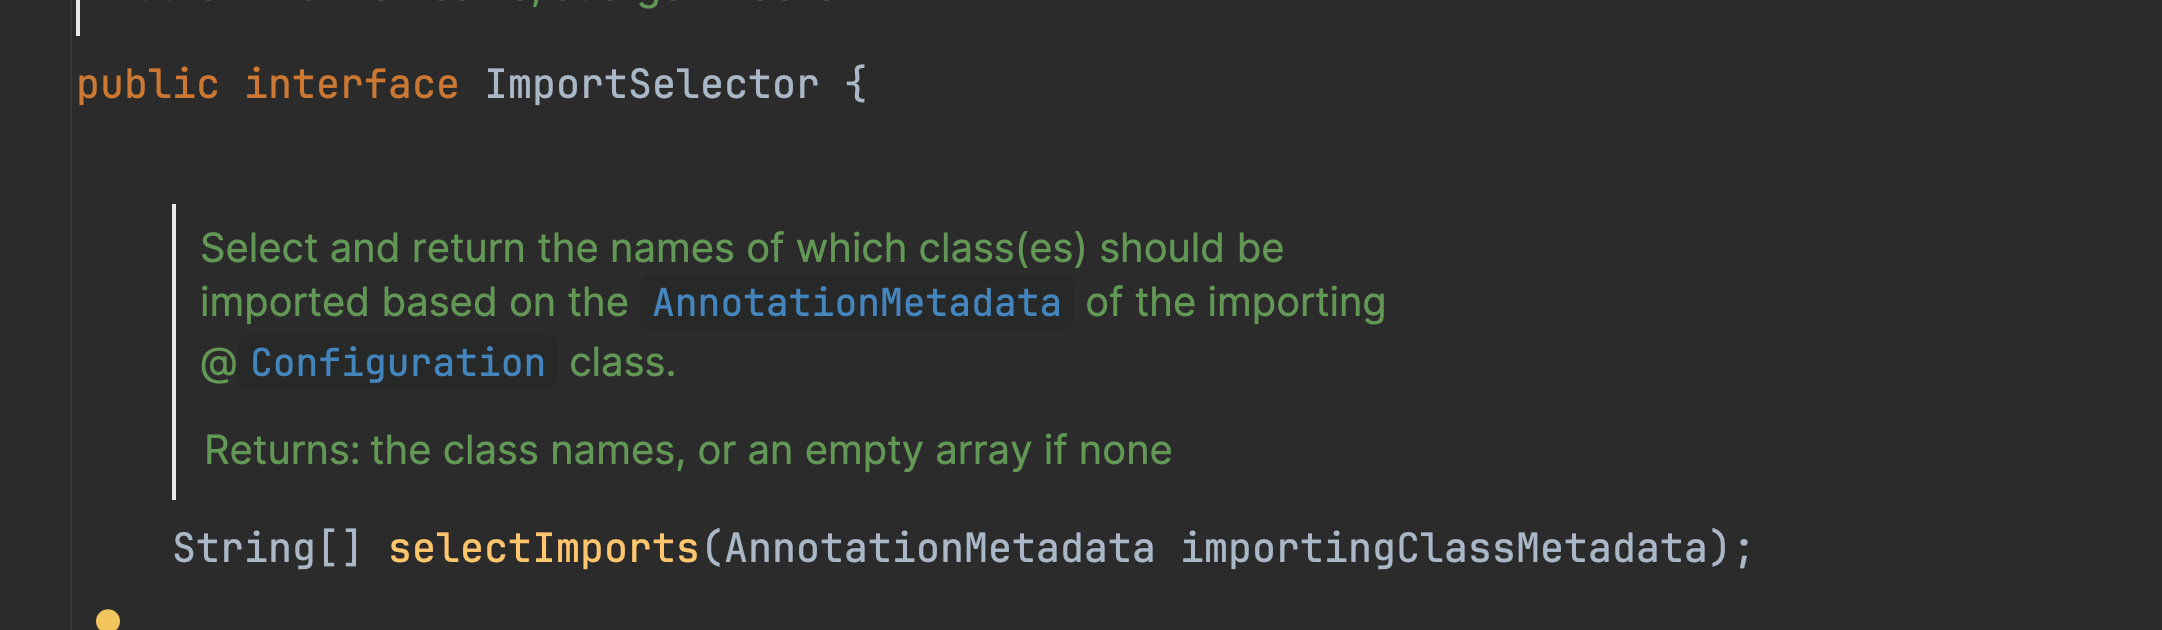 public interface ImportSelector {
Select and return the names of which class(es) should be
imported based on the AnnotationMetadata of the importing
@Configuration class.
Returns: the class names, or an empty array if none
String[] selectImports(AnnotationMetadata importingClassMetadata);